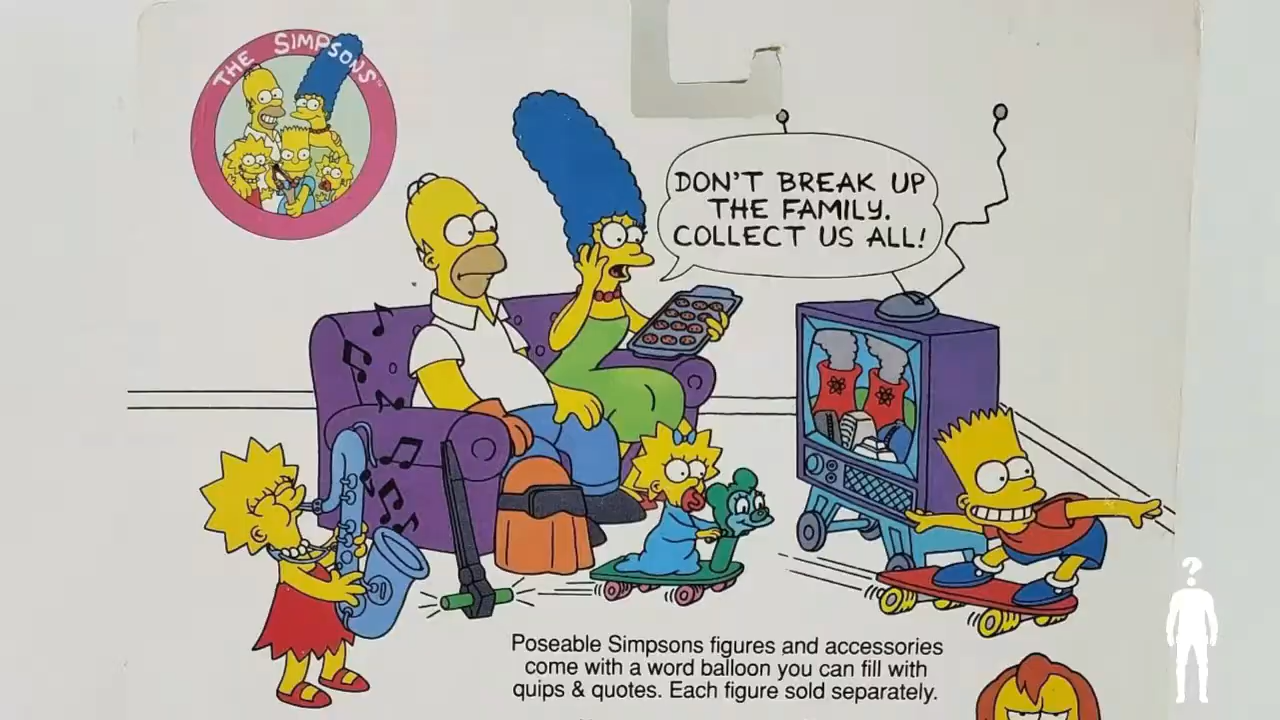 THE SIMPSONS™
DON'T BREAK UP
THE FAMILY.
COLLECT US ALL!
Poseable Simpsons figures and accessories
come with a word balloon you can fill with
quips & quotes. Each figure sold separately.
?